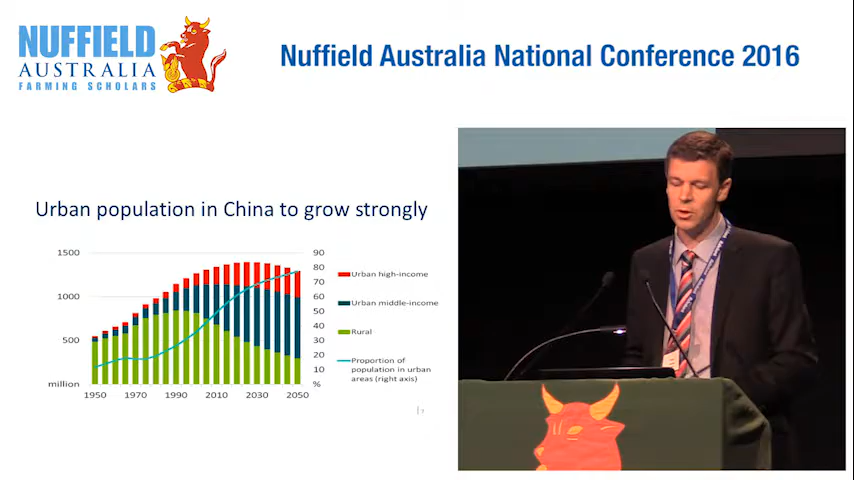 NUFFIELD
AUSTRALIA
FARMING SCHOLARS
Nuffield Australia National Conference 2016
Urban population in China to grow strongly
1500
1000
500
million
90
80
70
60
50
40
30
20
10
%
1950
1970
1990
2010
2030
2050
Urban high-income
Urban middle-income
Rural
Proportion of
population in urban
areas (right axis)
7